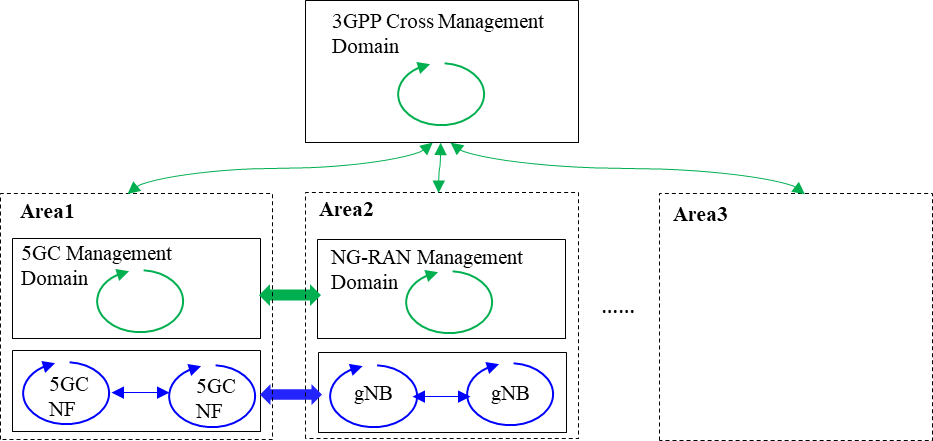 3GPP Cross Management
Domain
Area1
Area2
Area3
5GC Management
Domain
NG-RAN Management
Domain
......
5GC
NF
5GC
NF
gNB
gNB